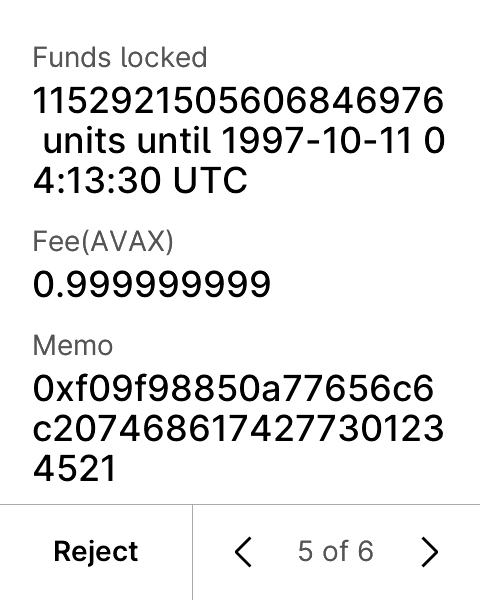 Funds locked
1152921505606846976
units until 1997-10-11 0
4:13:30 UTC
Fee(AVAX)
0.999999999
Memo
0xf09f98850a77656c6
c207468617427730123
4521
Reject
5 of 6